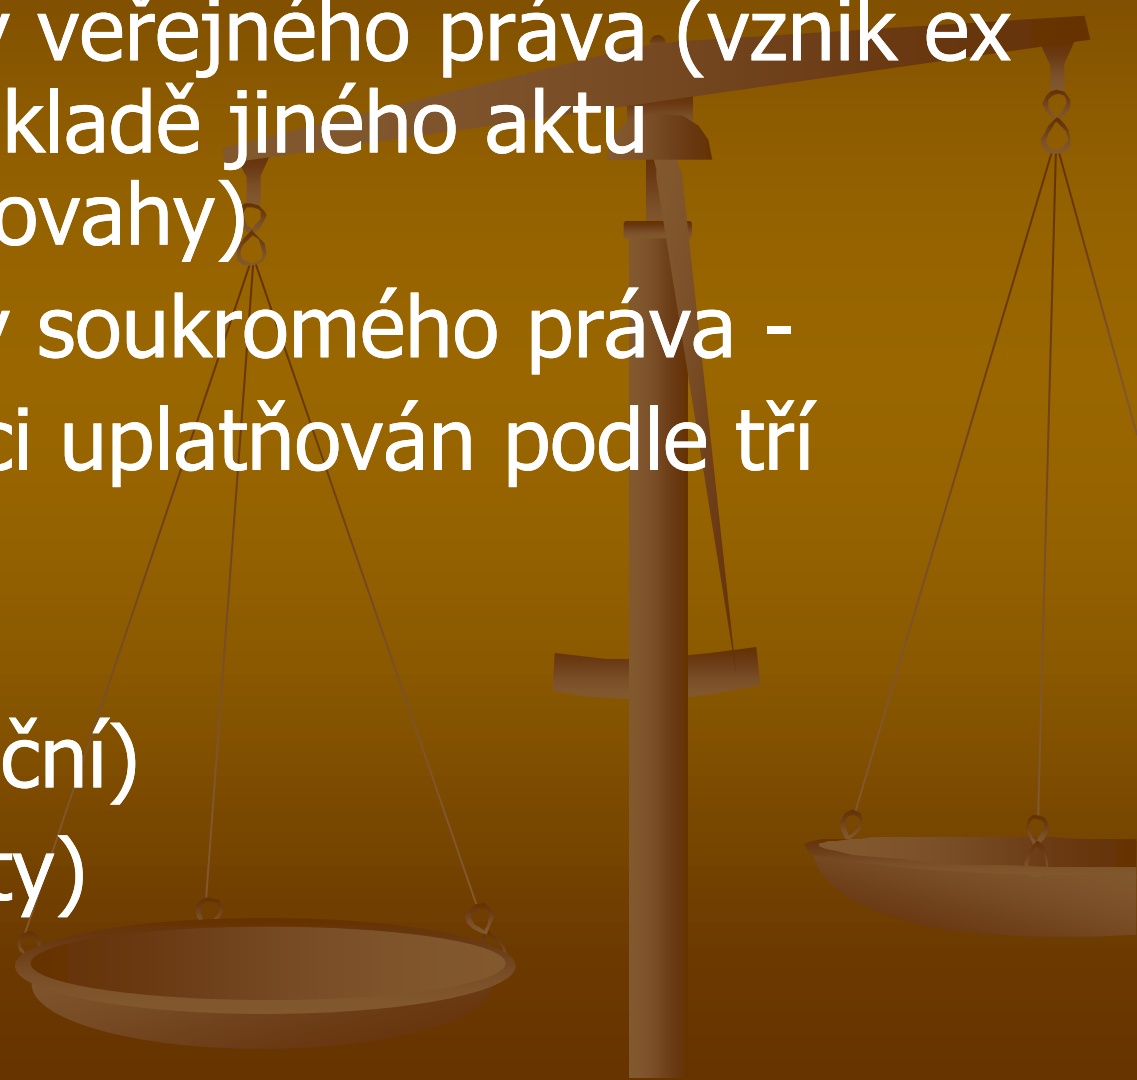 y veřejného práva (vznik ex
kladě jiného aktu
ovahy)
y soukromého práva -
ci uplatňován podle tří
ční)
ty)